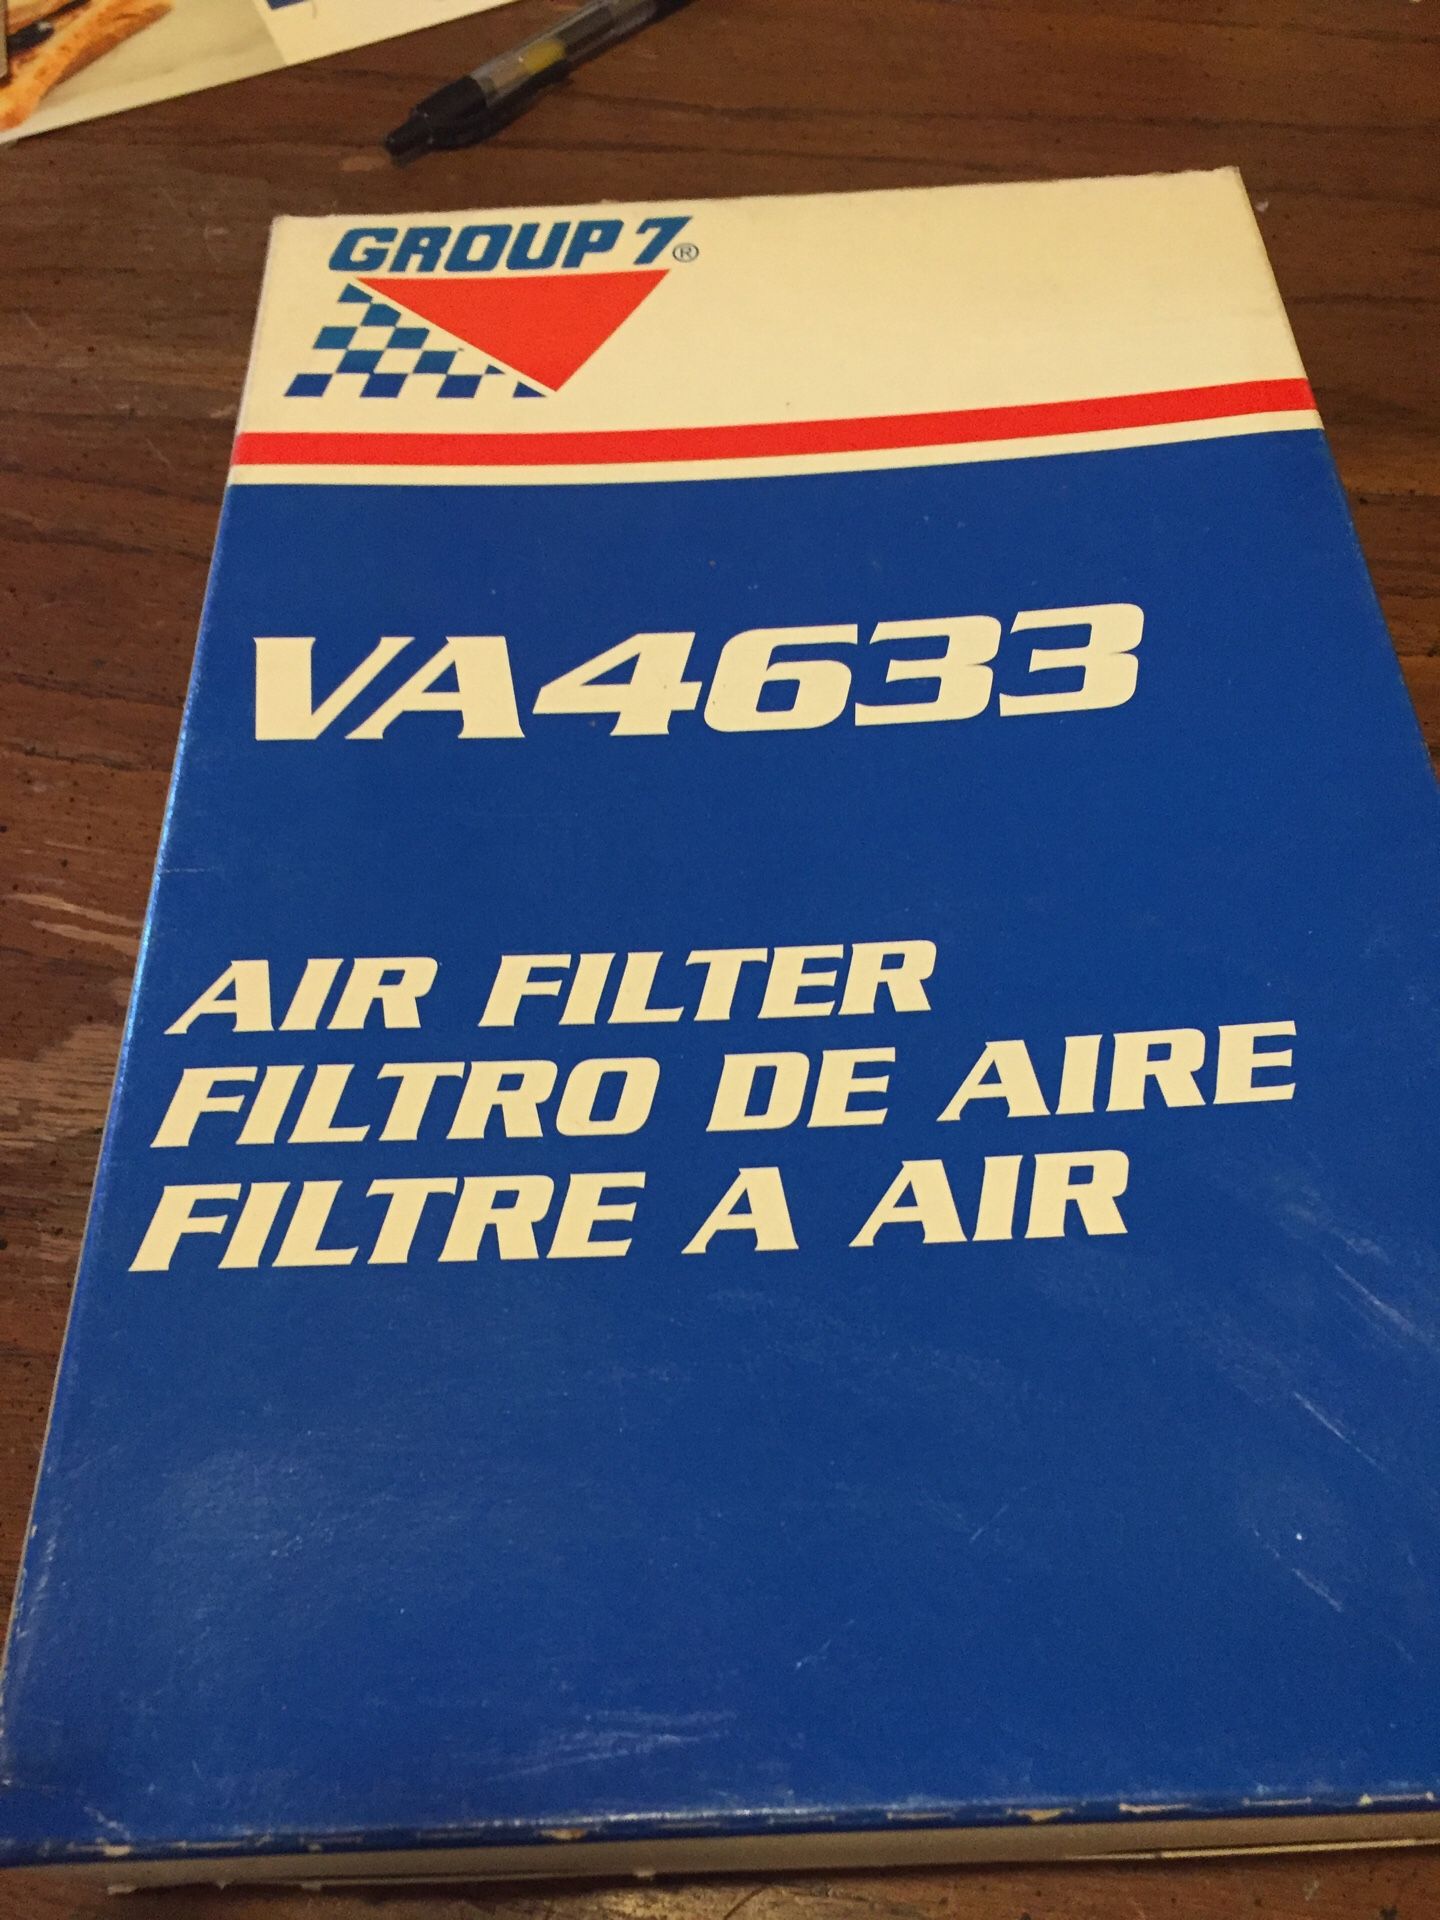 GROUP 7®
VA4633
AIR FILTER
FILTRO DE AIRE
FILTRE A AIR